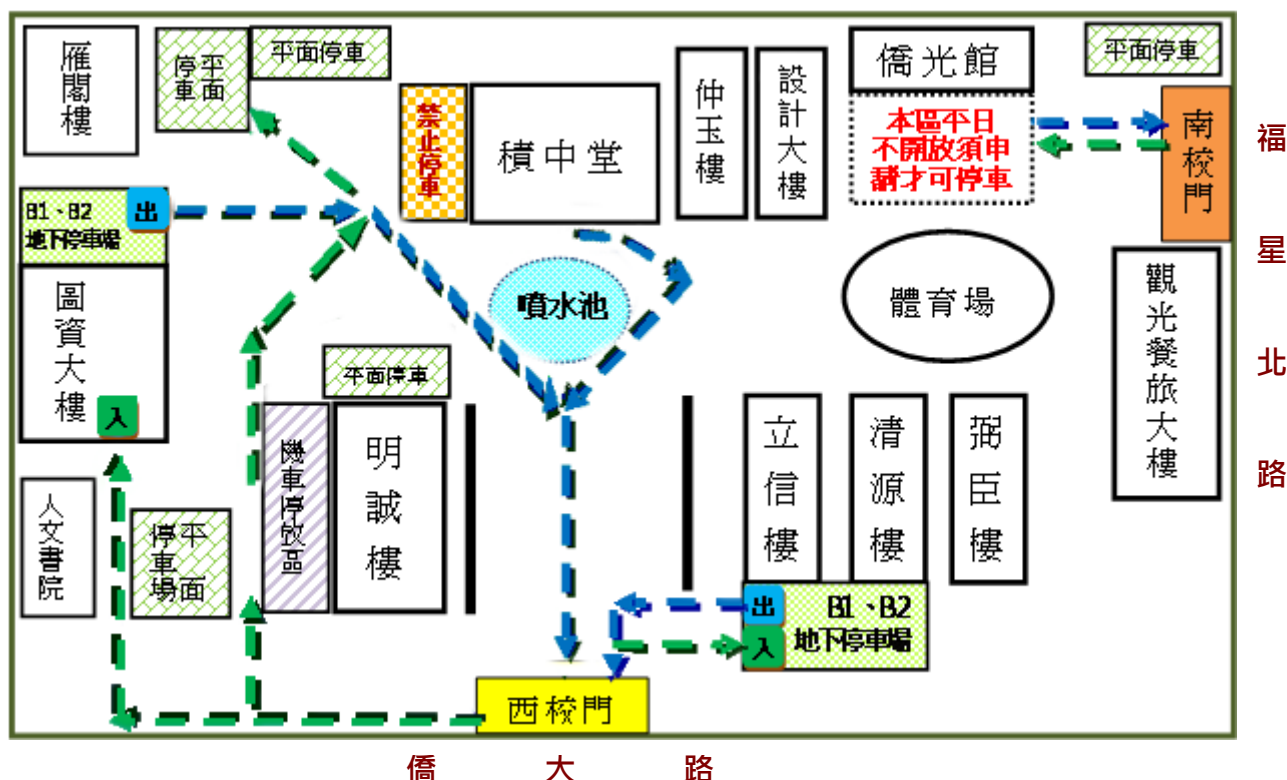 雁閣樓
平面停車
平面停車
禁止停車
積中堂
仲玉樓
設計大樓
僑光館
本區平日
不開放須申
請才可停車
平面停車
南校門
福星北路
B1、B2
地下停車場
出
圖資大樓
入
噴水池
體育場
觀光餐旅大樓
平面停車
機車停放區
明誠樓
立信樓
清源樓
弼臣樓
人文書院
平面停車場
出
入
B1、B2
地下停車場
西校門
僑大路